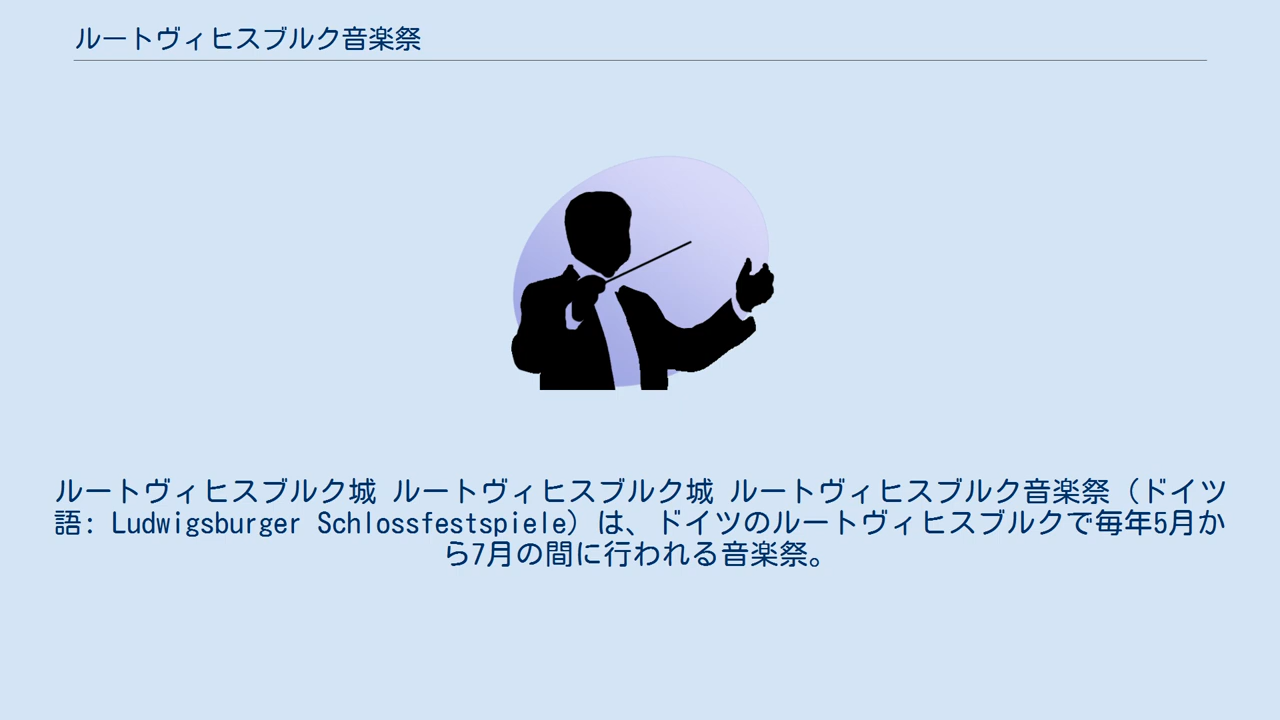 ルートヴィヒスブルク音楽祭
ルートヴィヒスブルク城 ルートヴィヒスブルク城 ルートヴィヒスブルク音楽祭（ドイツ
語: Ludwigsburger Schlossfestspiele）は、ドイツのルートヴィヒスブルクで毎年5月か
ら7月の間に行われる音楽祭。